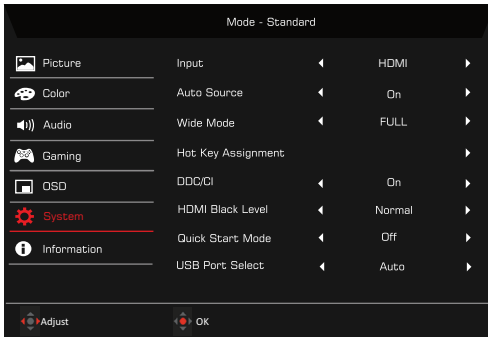 Mode - Standard
Picture Input HDMI
Color Auto Source On
Audio Wide Mode FULL
Gaming Hot Key Assignment
OSD DDC/CI On
System HDMI Black Level Normal
Information Quick Start Mode Off
USB Port Select Auto
Adjust OK